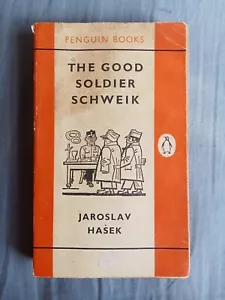 PENGUIN BOOKS
THE GOOD
SOLDIER
SCHWEIK
JAROSLAV
HAŠEK